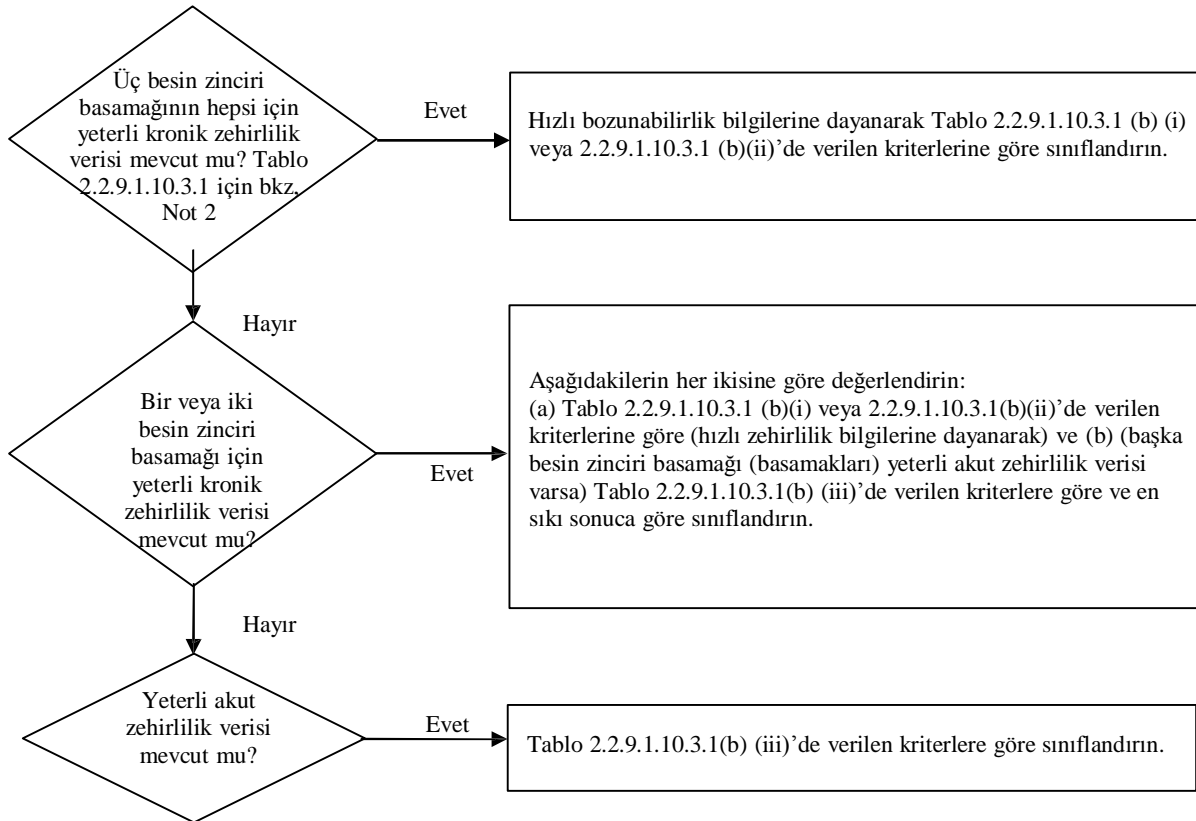 Üç besin zinciri
basamağının hepsi için
yeterli kronik zehirlilik
verisi mevcut mu? Tablo
2.2.9.1.10.3.1 için bkz.
Not 2
Evet
Hızlı bozunabilirlik bilgilerine dayanarak Tablo 2.2.9.1.10.3.1 (b) (i)
veya 2.2.9.1.10.3.1 (b)(ii)’de verilen kriterlerine göre sınıflandırın.
Hayır
Bir veya iki
besin zinciri
basamağı için
yeterli kronik
zehirlilik verisi
mevcut mu?
Evet
Aşağıdakilerin her ikisine göre değerlendirin:
(a) Tablo 2.2.9.1.10.3.1 (b)(i) veya 2.2.9.1.10.3.1(b)(ii)’de verilen
kriterlerine göre (hızlı zehirlilik bilgilerine dayanarak) ve (b) (başka
besin zinciri basamağı (basamakları) yeterli akut zehirlilik verisi
varsa) Tablo 2.2.9.1.10.3.1(b) (iii)’de verilen kriterlere göre ve en
sıkı sonuca göre sınıflandırın.
Hayır
Yeterli akut
zehirlilik verisi
mevcut mu?
Evet
Tablo 2.2.9.1.10.3.1(b) (iii)’de verilen kriterlere göre sınıflandırın.